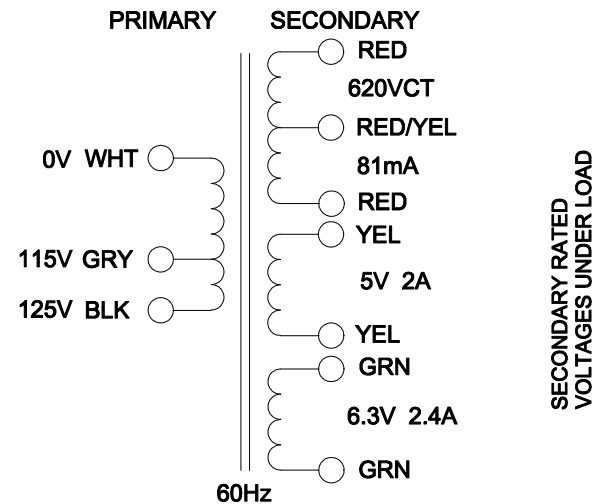 PRIMARY
SECONDARY
RED
620VCT
RED/YEL
81mA
RED
0V WHT
115V GRY
125V BLK
YEL
5V 2A
YEL
GRN
6.3V 2.4A
GRN
60Hz
SECONDARY RATED
VOLTAGES UNDER LOAD